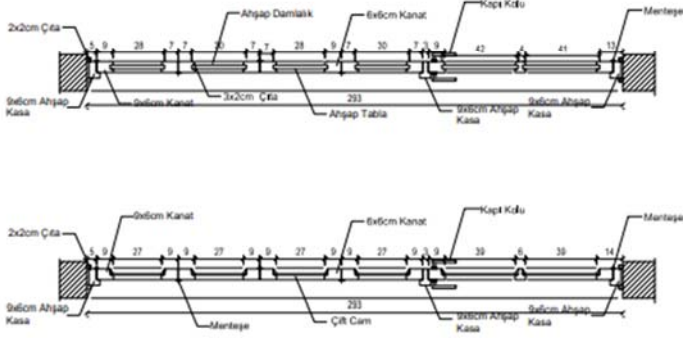 Ahşap Damlalık
6x6cm Kanat
Kapı Kolu
Menteşe
2x2cm Çıta
5 9 28 7 7 30 7 7 28 9 7 30 7 3 9 42 4 41 13
9x6cm Ahşap
Kasa
9x6cm Kanat
3x2cm Çıta
Ahşap Tabla
293
9x6cm Ahşap
Kasa
9x6cm Ahşap
Kasa
9x6cm Kanat
6x6cm Kanat
Kapı Kolu
Menteşe
2x2cm Çıta
5 9 27 9 9 27 9 9 27 9 9 27 9 3 9 39 6 39 14
9x6cm Ahşap
Kasa
Menteşe
Çift Cam
293
9x6cm Ahşap
Kasa
9x6cm Ahşap
Kasa